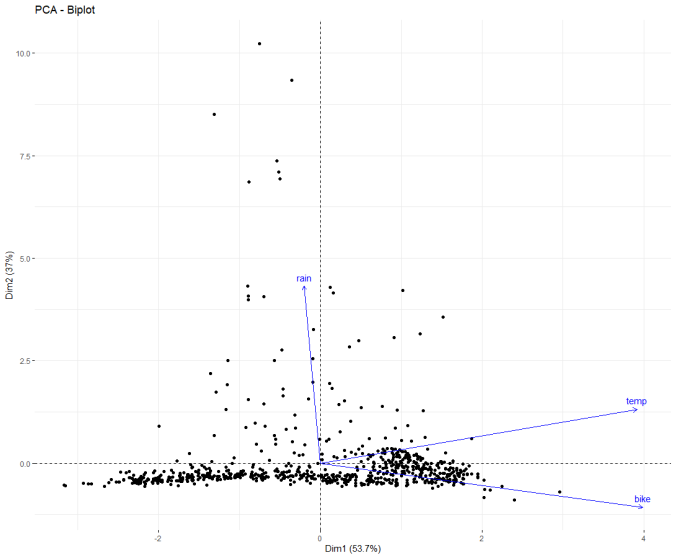 PCA - Biplot
10.0
7.5
rain
5.0
Dim2 (37%)
2.5
temp
0.0
bike
-2
0
2
4
Dim1 (53.7%)